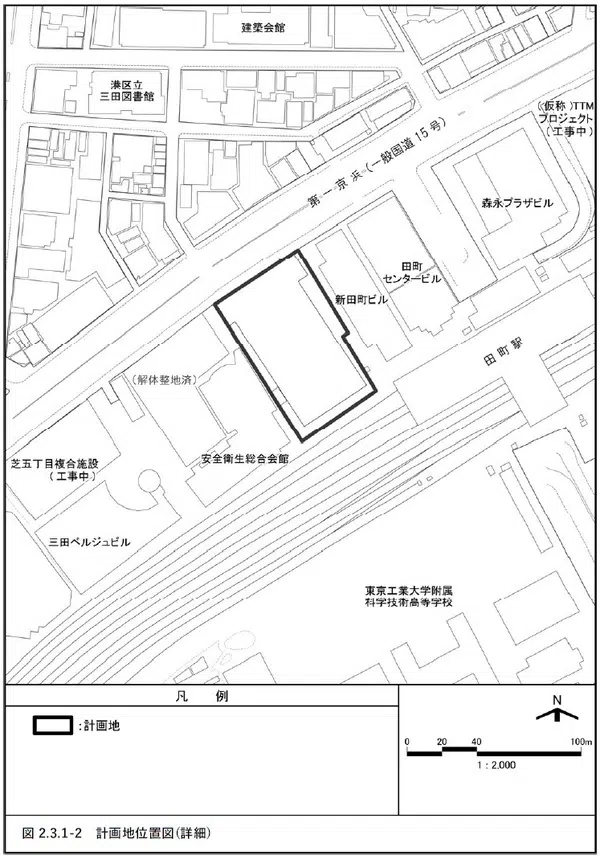 建築会館
港区立
三田図書館
(仮称)TTM
プロジェクト
(工事中)
第一京浜(一般国道15号)
森永プラザビル
田町
センタービル
新田町ビル
田町駅
(解体整地済)
安全衛生総合会館
芝五丁目複合施設
(工事中)
三田ベルジュビル
東京工業大学附属
科学技術高等学校
凡 例
:計画地
N
0 20 40 100m
1:2,000
図 2.3.1-2 計画地位置図(詳細)